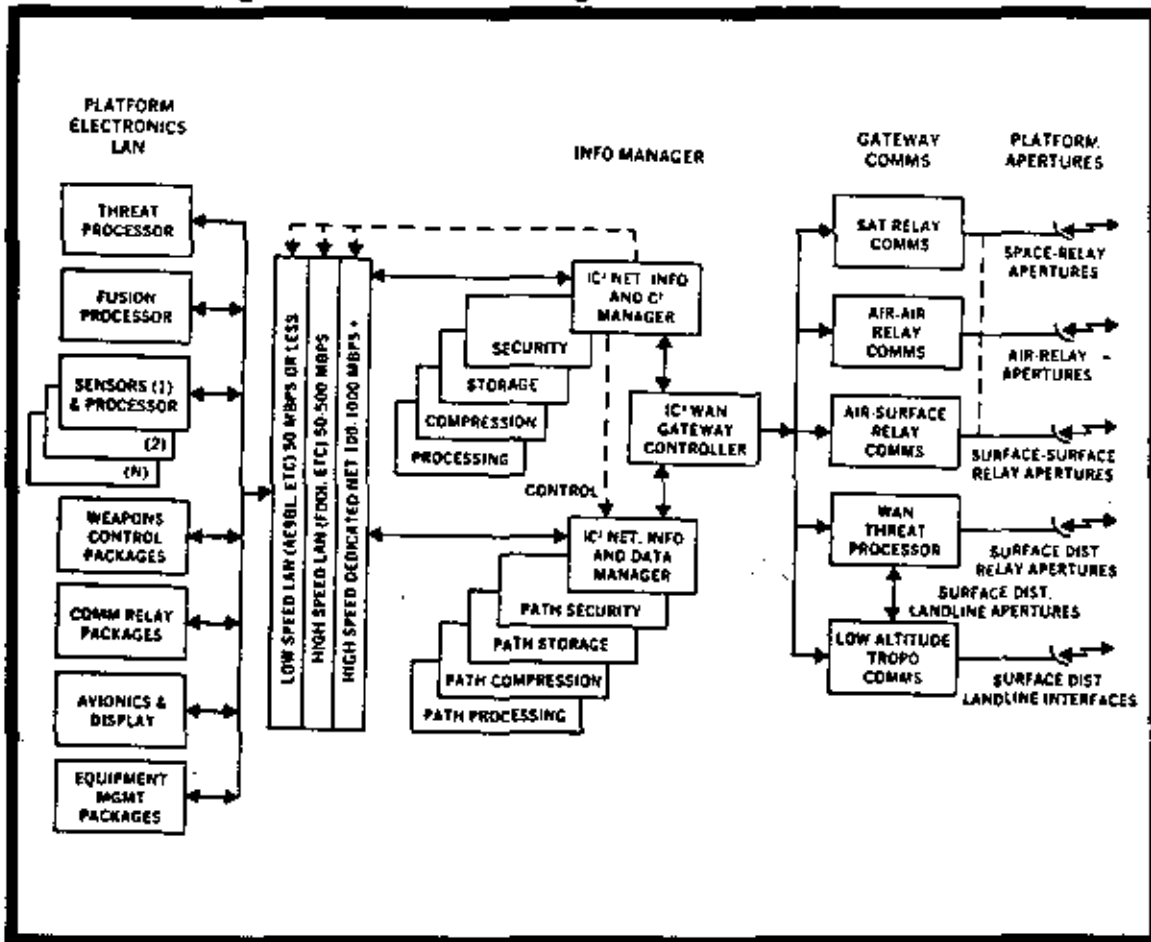 PLATFORM
ELECTRONICS
LAN
THREAT
PROCESSOR
FUSION
PROCESSOR
SENSORS (1)
& PROCESSOR
(2)
(N)
WEAPONS
CONTROL
PACKAGES
COMM RELAY
PACKAGES
AVIONICS &
DISPLAY
EQUIPMENT
MGMT
PACKAGES
LOW SPEED LAN ETC) 50 MBPS OR LESS
HIGH SPEED LAN (FDDI, ETC) 50-500 MBPS
HIGH SPEED DEDICATED NET 100-1000 MBPS+
INFO MANAGER
NET. INFO
AND
MANAGER
SECURITY
STORAGE
COMPRESSION
PROCESSING
WAN
GATEWAY
CONTROLLER
CONTROL
NET. INFO
AND DATA
MANAGER
PATH SECURITY
PATH STORAGE
PATH COMPRESSION
PATH PROCESSING
GATEWAY
COMMS
SAT RELAY
COMMS
AIR-AIR
RELAY
COMMS
AIR-SURFACE
RELAY
COMMS
WAN
THREAT
PROCESSOR
LOW ALTITUDE
TROPO
COMMS
PLATFORM
APERTURES
SPACE-RELAY
APERTURES
AIR-RELAY
APERTURES
SURFACE-SURFACE
RELAY APERTURES
SURFACE DIST
RELAY APERTURES
SURFACE DIST.
LANDLINE APERTURES
SURFACE DIST
LANDLINE INTERFACES